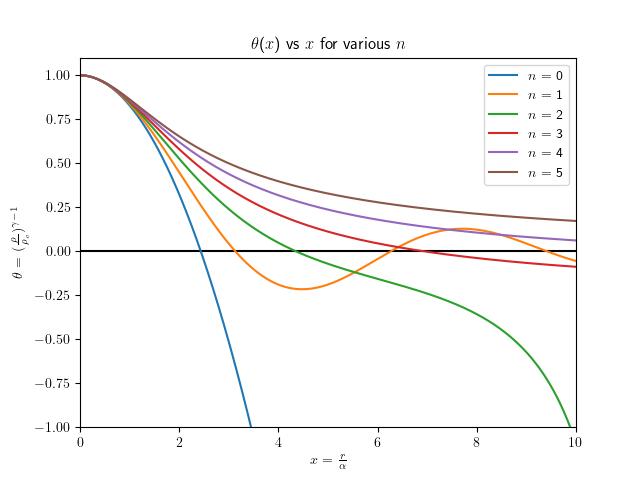 θ(x) vs x for various n
θ = (ρ/ρ_c)^{γ−1}
1.00
0.75
0.50
0.25
0.00
−0.25
−0.50
−0.75
−1.00
n = 0
n = 1
n = 2
n = 3
n = 4
n = 5
0 2 4 6 8 10
x = r/α